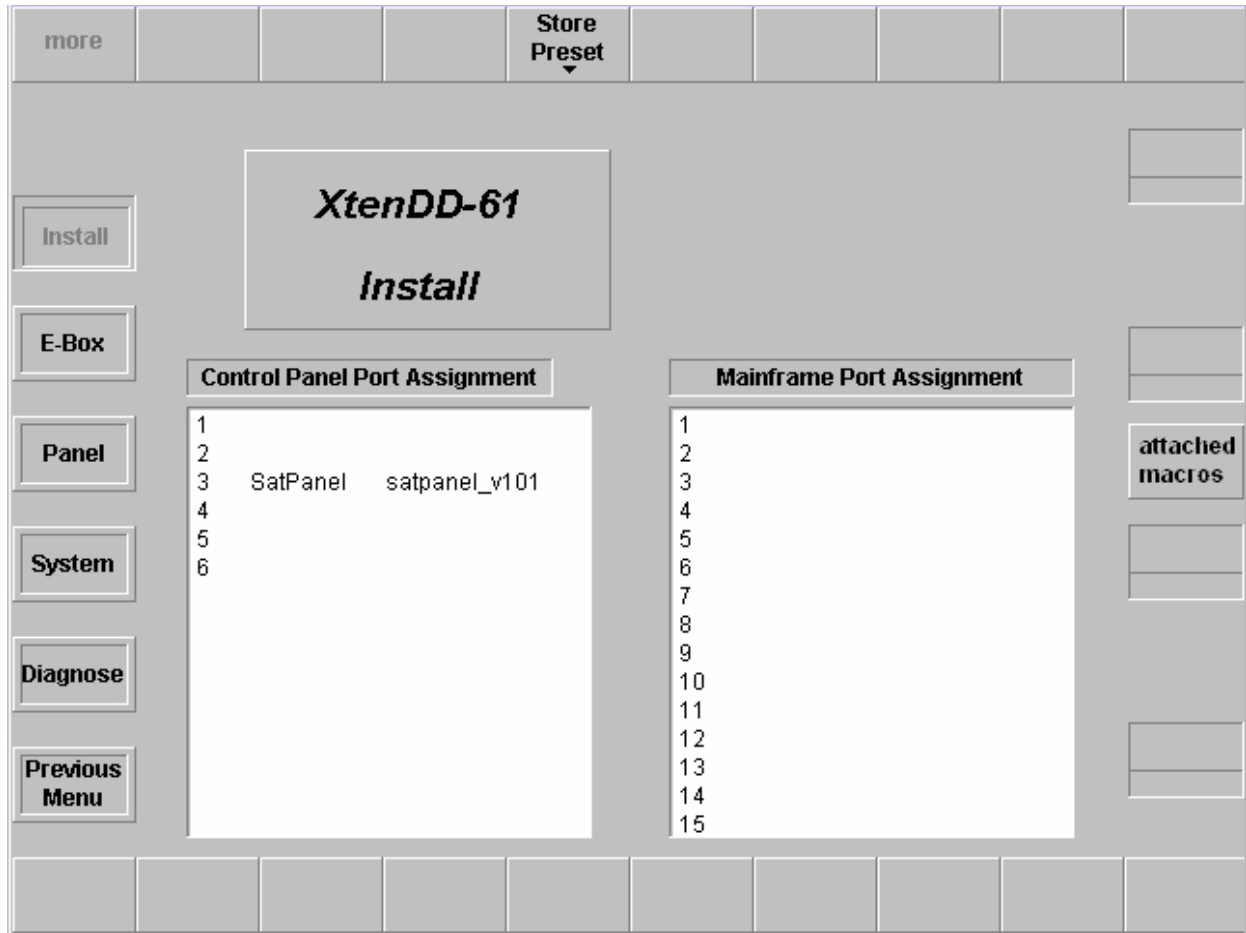 more
Store
Preset
XtenDD-61
Install
Install
E-Box
Panel
System
Diagnose
Previous
Menu
Control Panel Port Assignment
1
2
3 SatPanel satpanel_v101
4
5
6
Mainframe Port Assignment
1
2
3
4
5
6
7
8
9
10
11
12
13
14
15
attached
macros